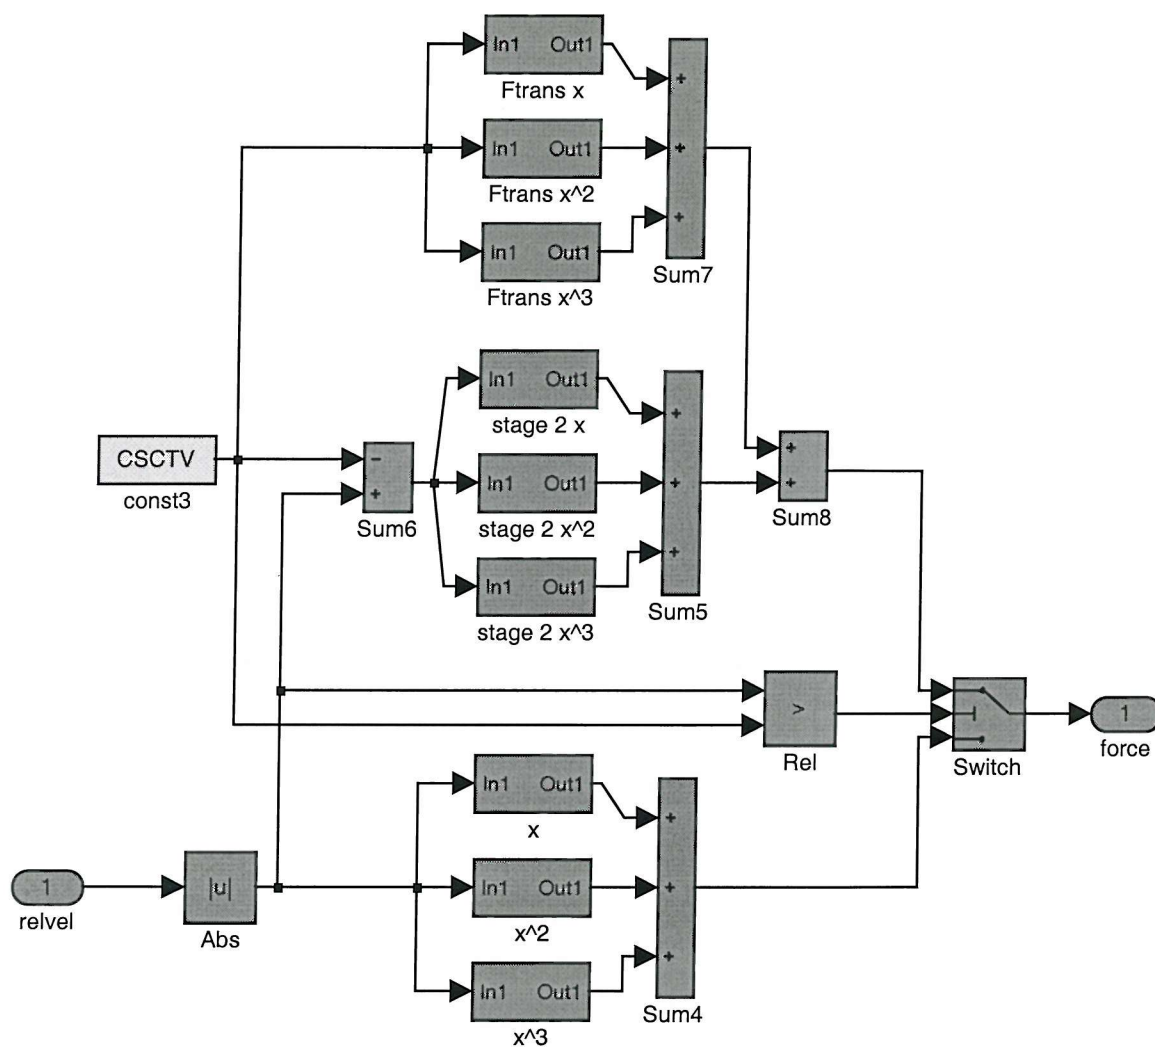 In1 Out1
Ftrans x
In1 Out1
Ftrans x^2
In1 Out1
Ftrans x^3
+
+
+
Sum7
In1 Out1
stage 2 x
In1 Out1
stage 2 x^2
In1 Out1
stage 2 x^3
+
+
+
Sum5
CSCTV
const3
−
+
Sum6
+
+
Sum8
>
Rel
Switch
1
force
1
relvel
|u|
Abs
In1 Out1
x
In1 Out1
x^2
In1 Out1
x^3
+
+
+
Sum4